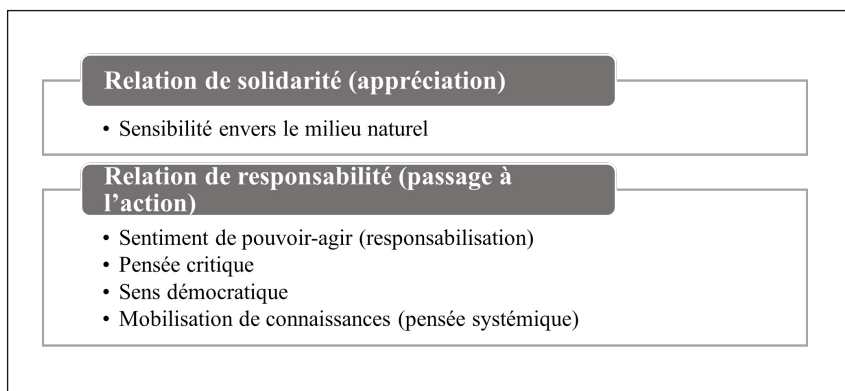 Relation de solidarité (appréciation)
• Sensibilité envers le milieu naturel
Relation de responsabilité (passage à
l’action)
• Sentiment de pouvoir-agir (responsabilisation)
• Pensée critique
• Sens démocratique
• Mobilisation de connaissances (pensée systémique)